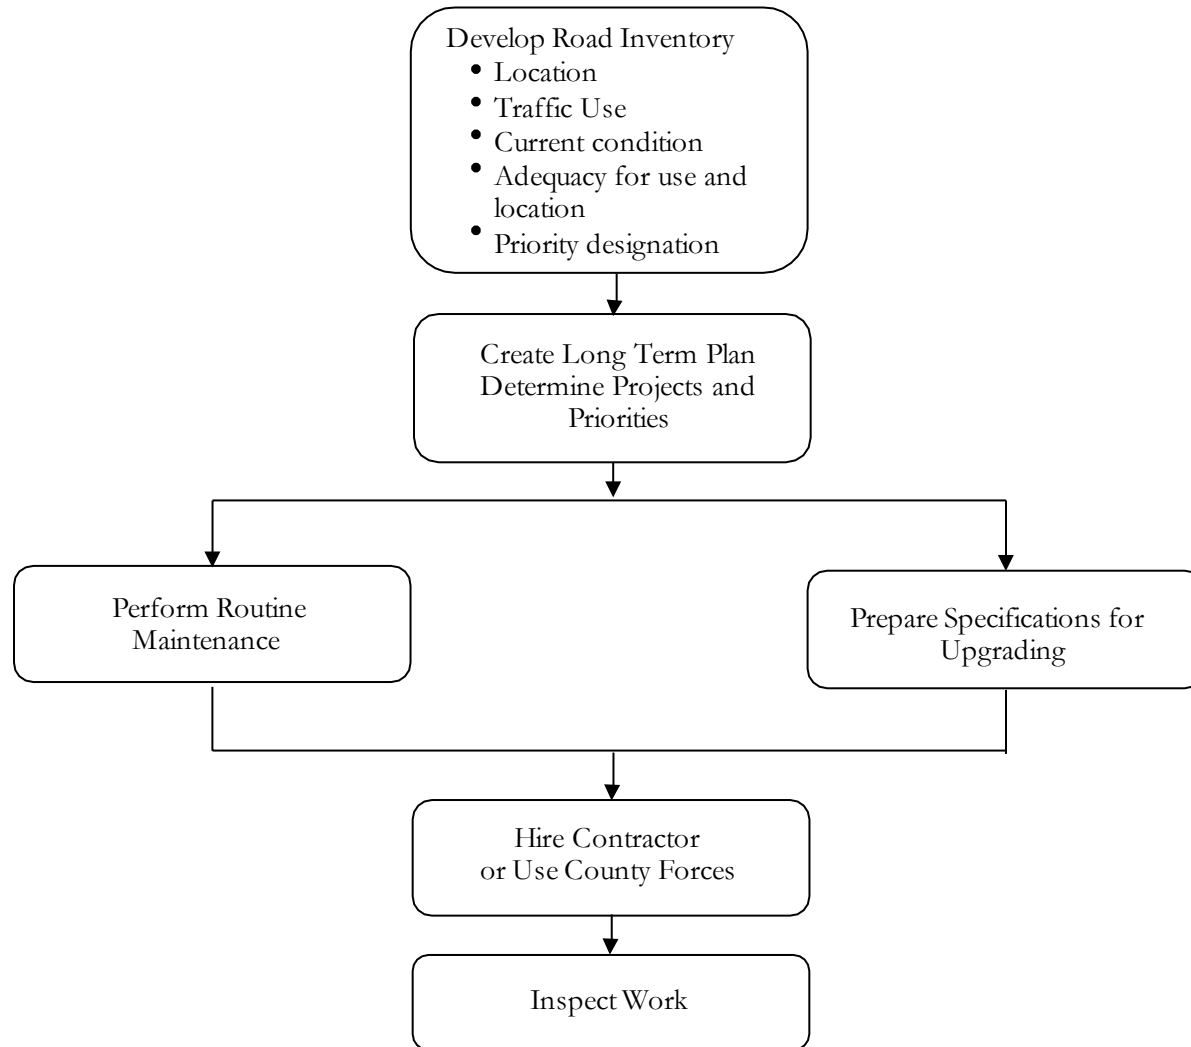 Develop Road Inventory
• Location
• Traffic Use
• Current condition
• Adequacy for use and
location
• Priority designation
Create Long Term Plan
Determine Projects and
Priorities
Perform Routine
Maintenance
Prepare Specifications for
Upgrading
Hire Contractor
or Use County Forces
Inspect Work